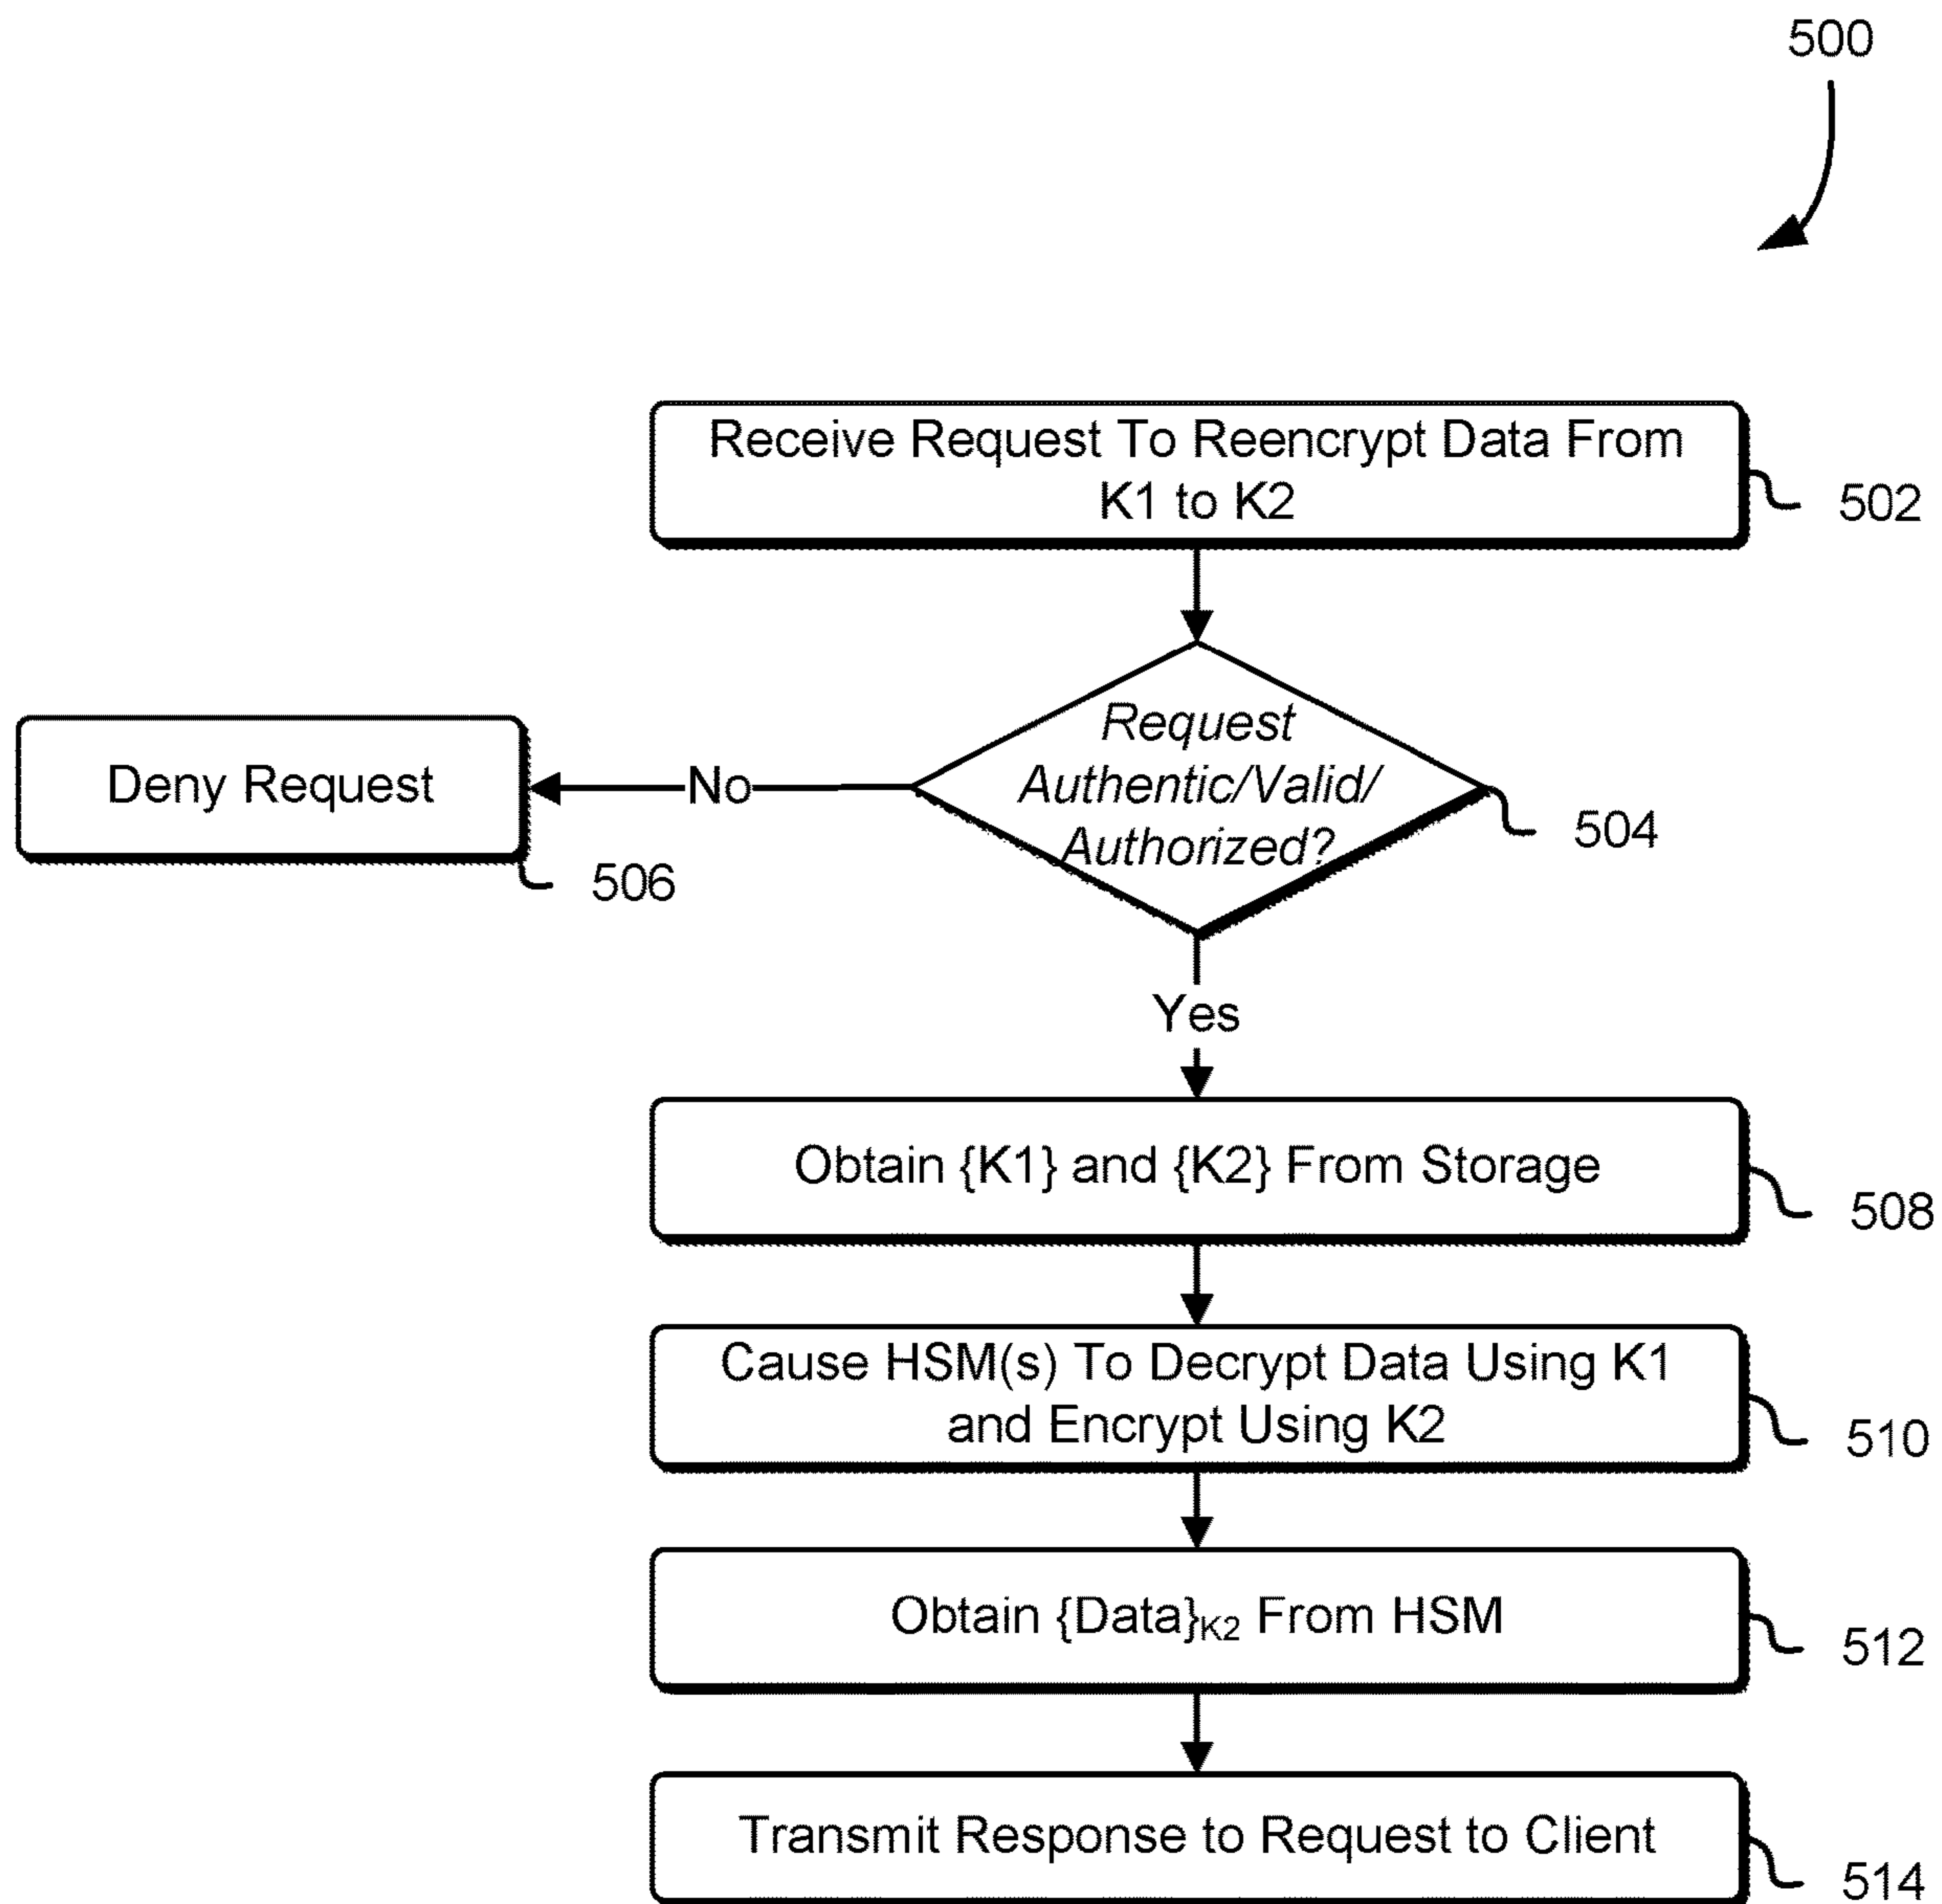 500
Receive Request To Reencrypt Data From
K1 to K2
502
Request
Authentic/Valid/
Authorized?
504
No
Deny Request
506
Yes
Obtain {K1} and {K2} From Storage
508
Cause HSM(s) To Decrypt Data Using K1
and Encrypt Using K2
510
Obtain {Data}K2 From HSM
512
Transmit Response to Request to Client
514